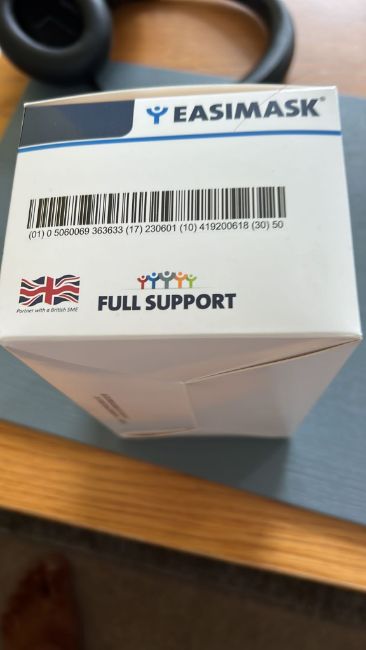 EASIMASK®
(01) 0 5060069 363633 (17) 230601 (10) 419200618 (30) 50
Partner with a British SME
FULL SUPPORT